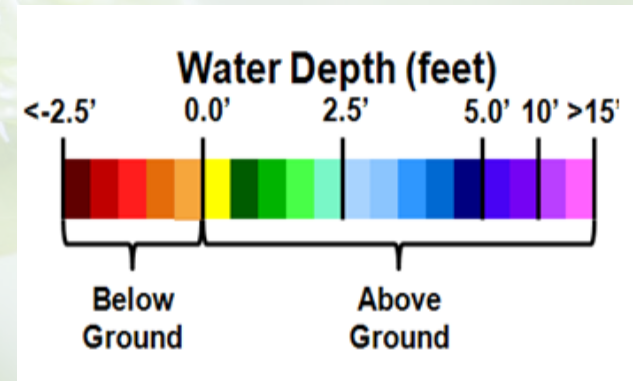 Water Depth (feet)
<-2.5’ 0.0’ 2.5’ 5.0’ 10’ >15’
Below Above
Ground Ground